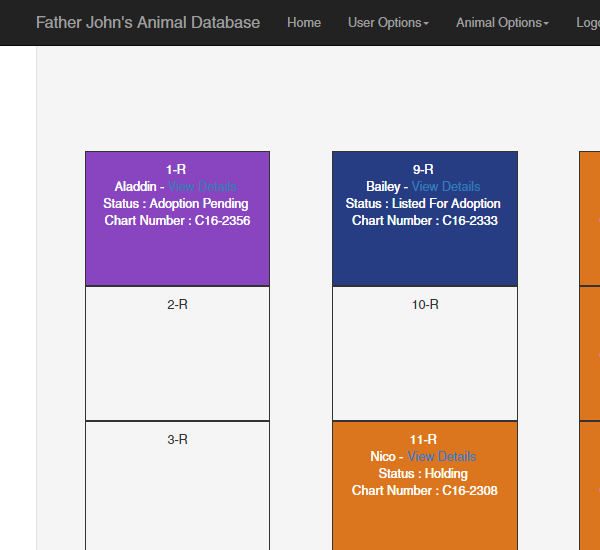 Father John's Animal Database Home User Options Animal Options Logo
1-R
Aladdin - View Details
Status : Adoption Pending
Chart Number : C16-2356
2-R
3-R
9-R
Bailey - View Details
Status : Listed For Adoption
Chart Number : C16-2333
10-R
11-R
Nico - View Details
Status : Holding
Chart Number : C16-2308